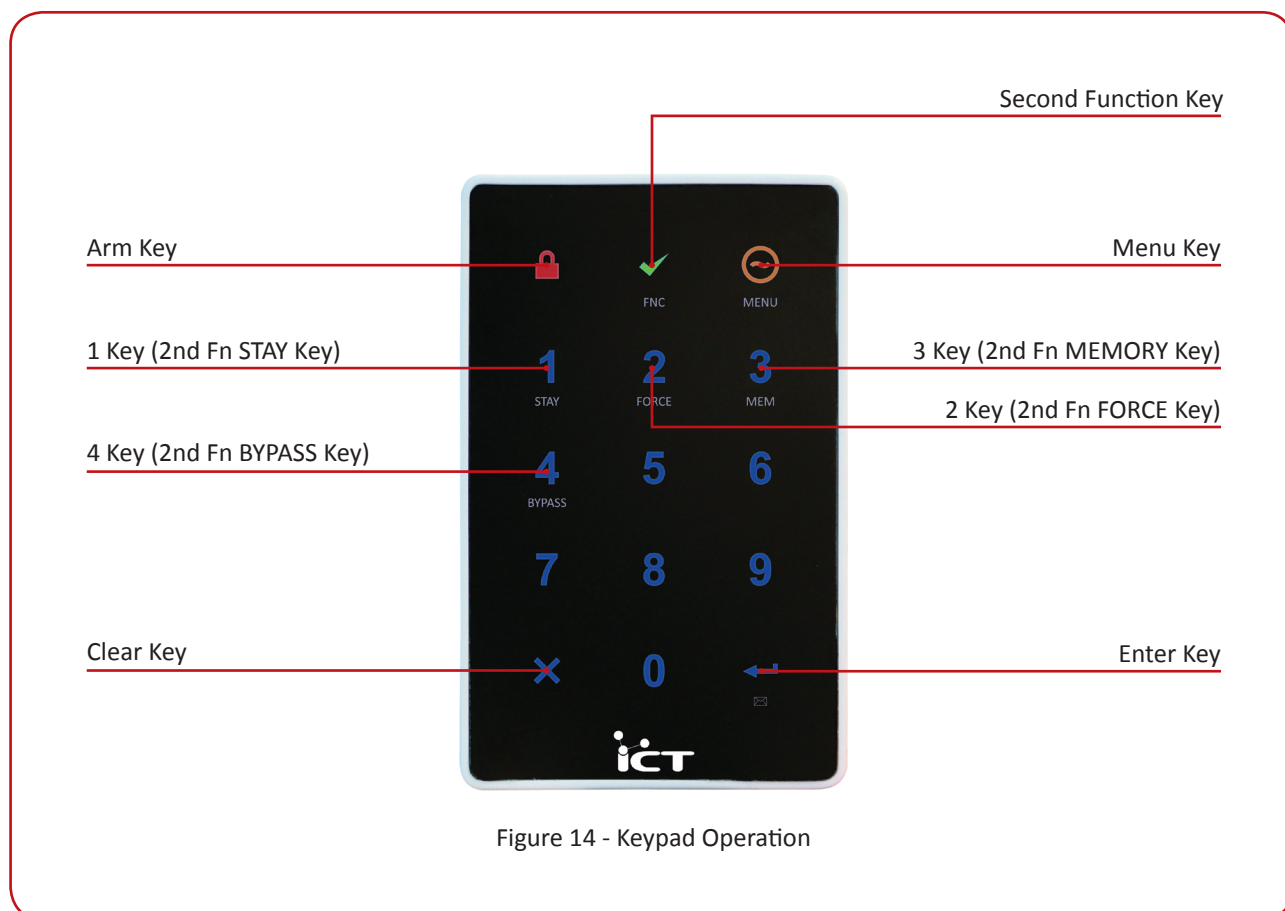 Second Function Key
Arm Key
Menu Key
FNC
MENU
1 Key (2nd Fn STAY Key)
3 Key (2nd Fn MEMORY Key)
1 2 3
STAY FORCE MEM
2 Key (2nd Fn FORCE Key)
4 Key (2nd Fn BYPASS Key)
4 5 6
BYPASS
7 8 9
Clear Key
0
Enter Key
iCT
Figure 14 - Keypad Operation